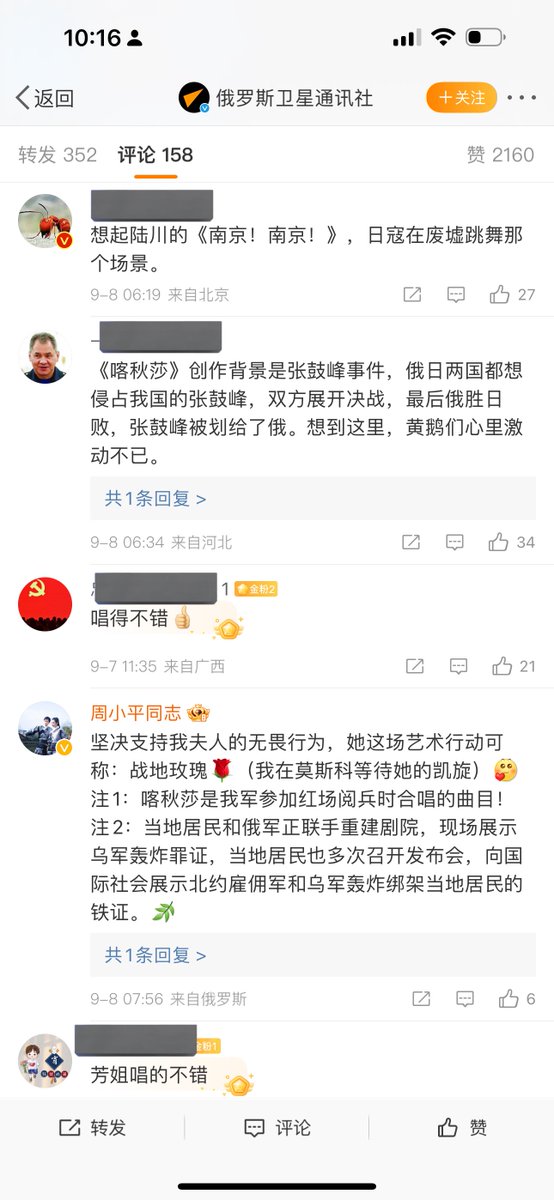 10:16
返回
俄罗斯卫星通讯社
+关注
转发 352
评论 158
赞 2160
想起陆川的《南京！南京！》，日寇在废墟跳舞那
个场景。
9-8 06:19 来自北京
27
《喀秋莎》创作背景是张鼓峰事件，俄日两国都想
侵占我国的张鼓峰，双方展开决战，最后俄胜日
败，张鼓峰被划给了俄。想到这里，黄鹅们心里激
动不已。
共1条回复 >
9-8 06:34 来自河北
34
1 金粉2
唱得不错👍
9-7 11:35 来自广西
21
周小平同志
坚决支持我夫人的无畏行为，她这场艺术行动可
称：战地玫瑰🌹（我在莫斯科等待她的凯旋）🥰
注1：喀秋莎是我军参加红场阅兵时合唱的曲目！
注2：当地居民和俄军正联手重建剧院，现场展示
乌军轰炸罪证，当地居民也多次召开发布会，向国
际社会展示北约雇佣军和乌军轰炸绑架当地居民的
铁证。🌿
共1条回复 >
9-8 07:56 来自俄罗斯
6
金粉1
芳姐唱的不错
转发
评论
赞